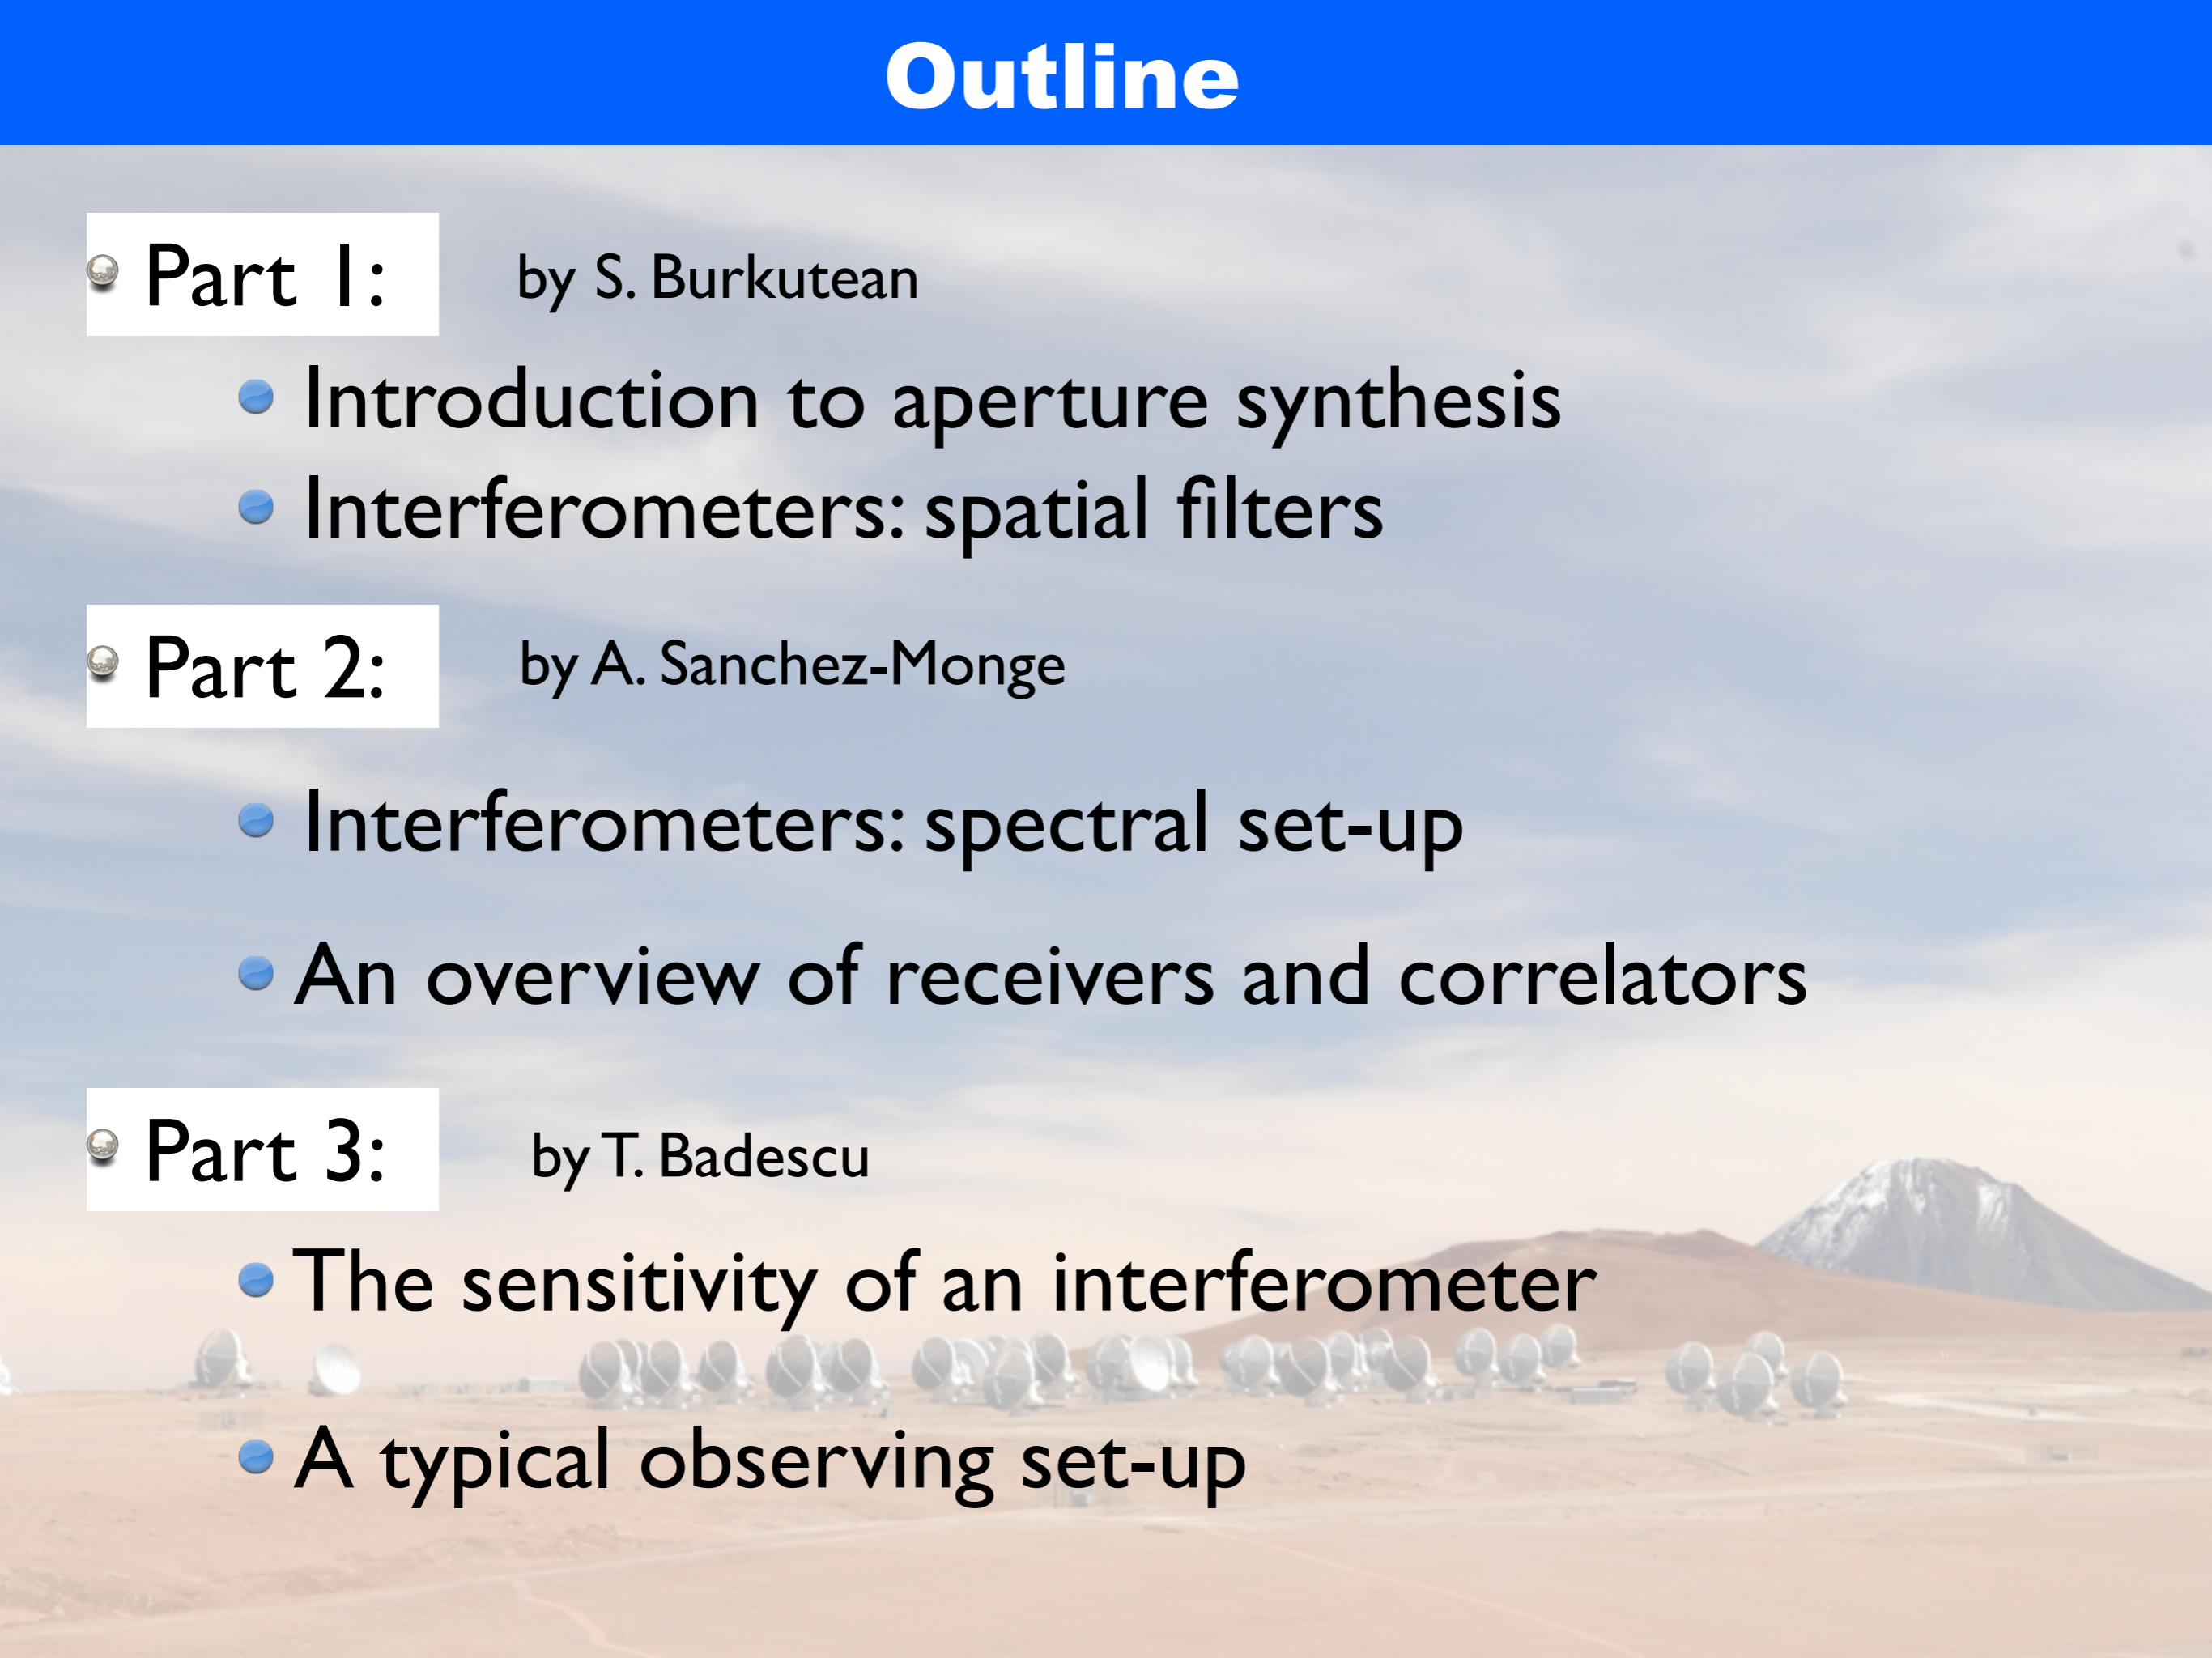 Outline
Part 1: by S. Burkutean
Introduction to aperture synthesis
Interferometers: spatial filters
Part 2: by A. Sanchez-Monge
Interferometers: spectral set-up
An overview of receivers and correlators
Part 3: by T. Badescu
The sensitivity of an interferometer
A typical observing set-up